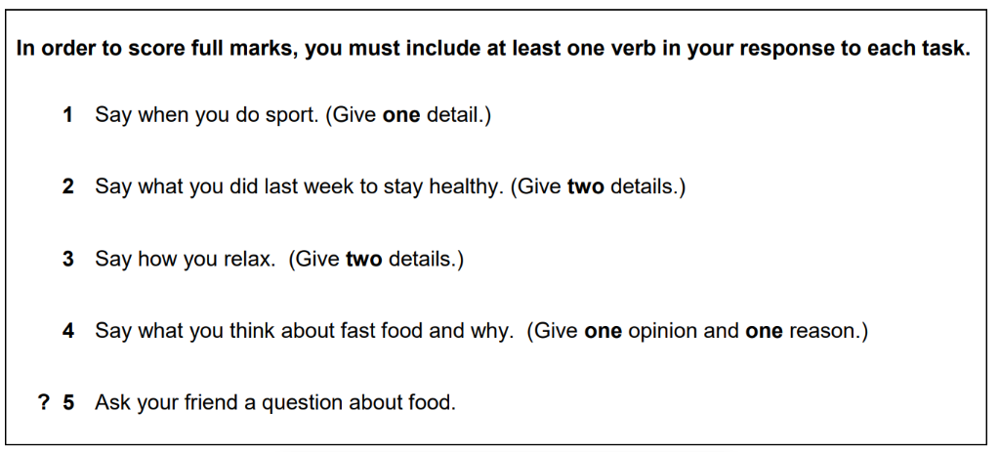 In order to score full marks, you must include at least one verb in your response to each task.
1 Say when you do sport. (Give one detail.)
2 Say what you did last week to stay healthy. (Give two details.)
3 Say how you relax. (Give two details.)
4 Say what you think about fast food and why. (Give one opinion and one reason.)
? 5 Ask your friend a question about food.